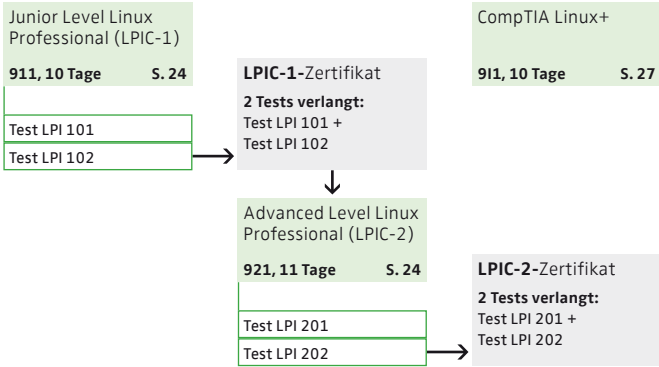 Junior Level Linux
Professional (LPIC-1)
911, 10 Tage S. 24
Test LPI 101
Test LPI 102
LPIC-1-Zertifikat
2 Tests verlangt:
Test LPI 101 +
Test LPI 102
CompTIA Linux+
9I1, 10 Tage S. 27
Advanced Level Linux
Professional (LPIC-2)
921, 11 Tage S. 24
Test LPI 201
Test LPI 202
LPIC-2-Zertifikat
2 Tests verlangt:
Test LPI 201 +
Test LPI 202